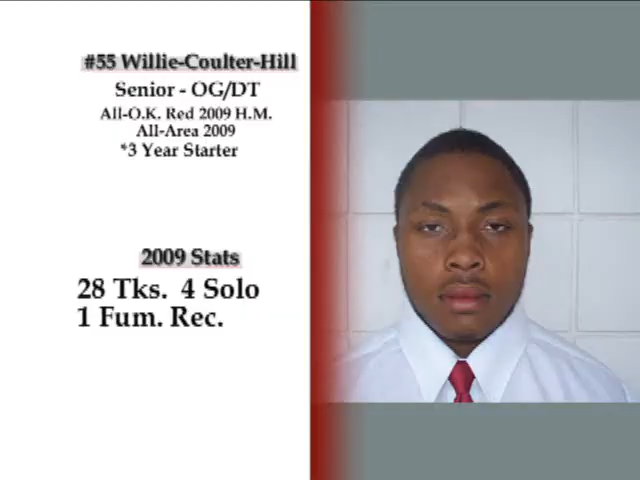 #55 Willie-Coulter-Hill
Senior - OG/DT
All-O.K. Red 2009 H.M.
All-Area 2009
*3 Year Starter
2009 Stats
28 Tks.  4 Solo
1 Fum. Rec.